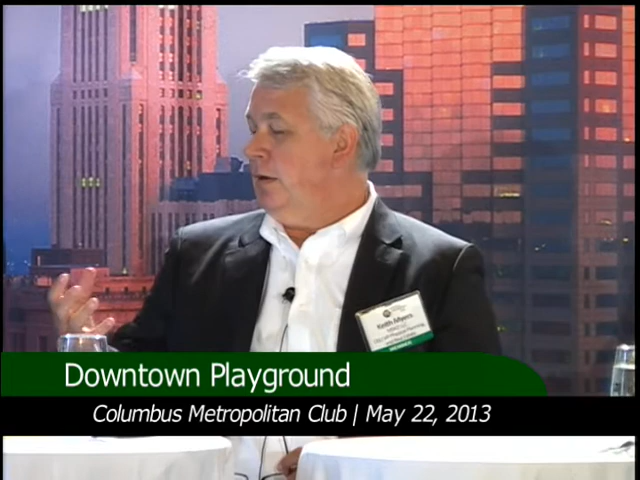 Keith Myers
Downtown Playground
Columbus Metropolitan Club | May 22, 2013